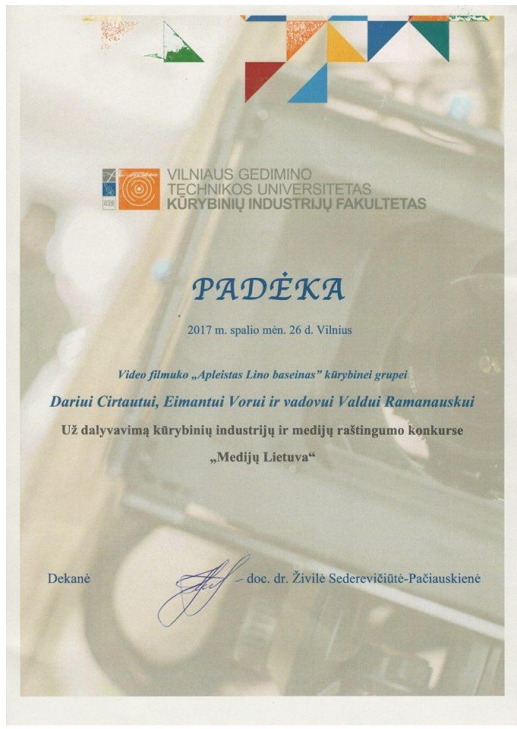 VILNIAUS GEDIMINO
TECHNIKOS UNIVERSITETAS
KŪRYBINIŲ INDUSTRIJŲ FAKULTETAS
PADĖKA
2017 m. spalio mėn. 26 d. Vilnius
Video filmuko „Apleistas Lino baseinas” kūrybinei grupei
Dariui Cirtautui, Eimantui Vorui ir vadovui Valdui Ramanauskui
Už dalyvavimą kūrybinių industrijų ir medijų raštingumo konkurse
„Medijų Lietuva“
Dekanė – doc. dr. Živilė Sederevičiūtė-Pačiauskienė